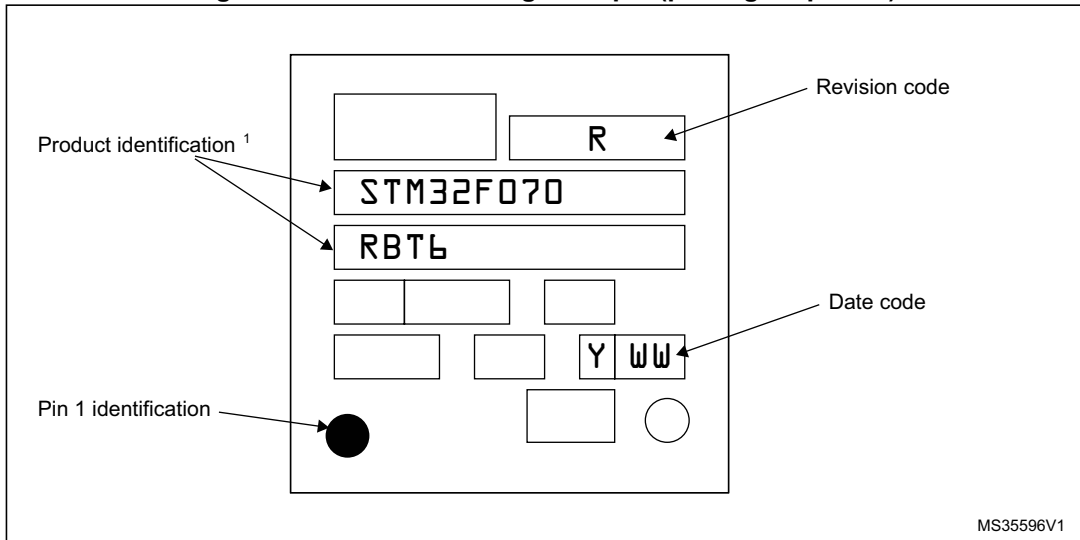 Revision code
R
Product identification 1
STM32F070
RBT6
Date code
Y WW
Pin 1 identification
MS35596V1